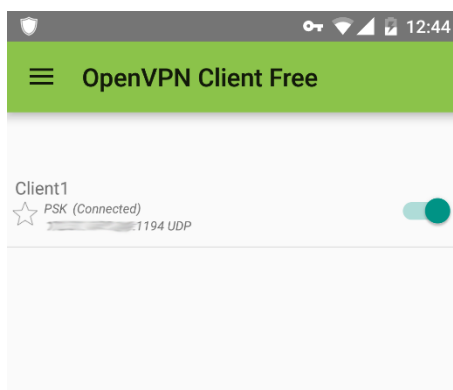 12:44
OpenVPN Client Free
Client1
PSK (Connected)
:1194 UDP